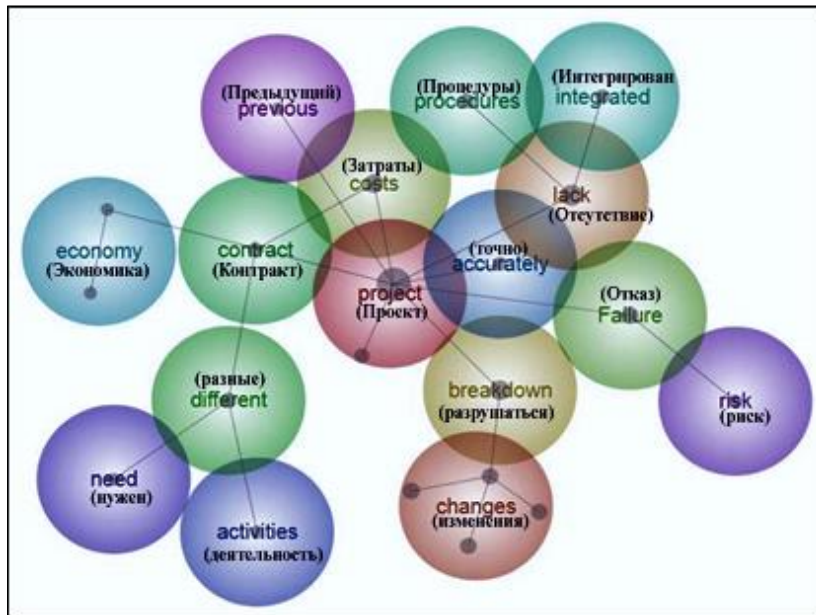 (Предыдущий)
previous
(Процедуры)
procedures
(Интегрирован
integrated
(Затраты)
costs
lack
(Отсутетвие)
economy
(Экономика)
contract
(Контракт)
(точно)
accurately
project
(Проект)
(Отказ)
Failure
(разные)
different
breakdown
(разрушаться)
risk
(риск)
need
(нужен)
activities
(деятельность)
changes
(изменения)